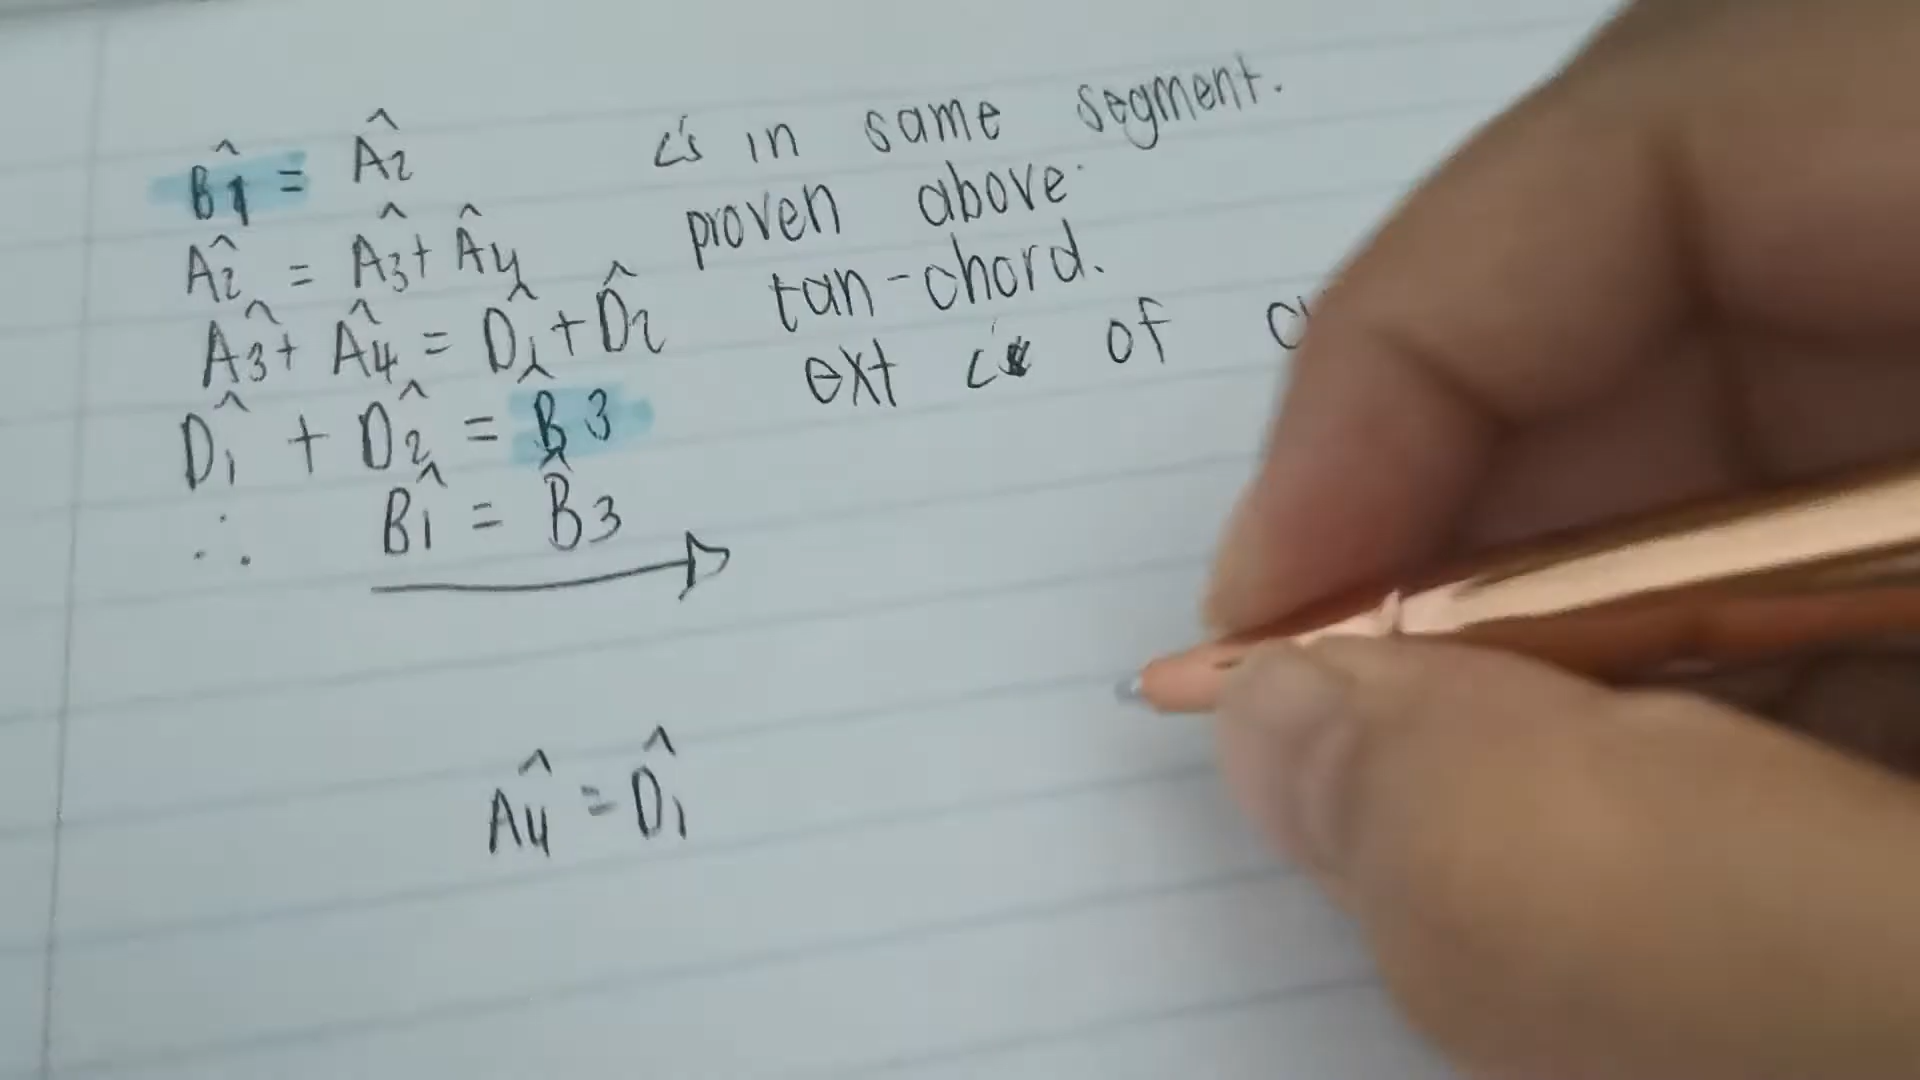 B̂1 = Â2 ∠'s in same segment.
Â2 = Â3 + Â4 proven above.
Â3 + Â4 = D̂1 + D̂2 tan-chord.
D̂1 + D̂2 = B̂3 ext ∠'s of
∴ B̂1 = B̂3
Â4 = D̂1